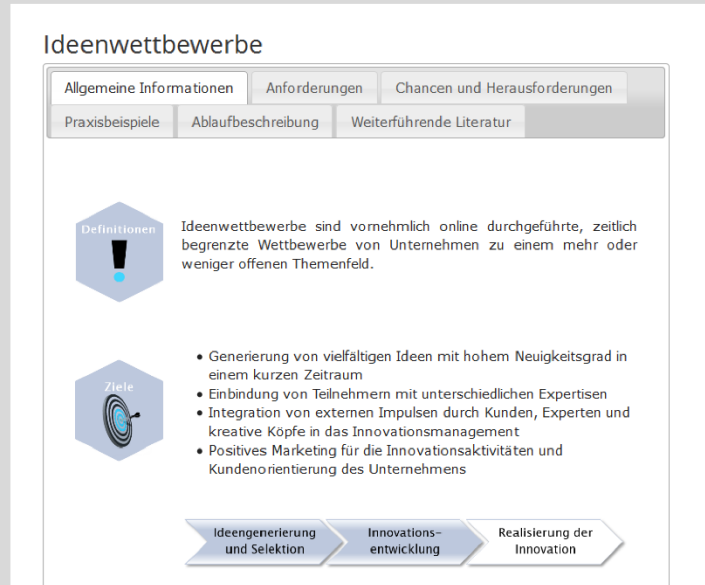 Ideenwettbewerbe
Allgemeine Informationen Anforderungen Chancen und Herausforderungen
Praxisbeispiele Ablaufbeschreibung Weiterführende Literatur
Definitionen
Ideenwettbewerbe sind vornehmlich online durchgeführte, zeitlich
begrenzte Wettbewerbe von Unternehmen zu einem mehr oder
weniger offenen Themenfeld.
Ziele
• Generierung von vielfältigen Ideen mit hohem Neuigkeitsgrad in
einem kurzen Zeitraum
• Einbindung von Teilnehmern mit unterschiedlichen Expertisen
• Integration von externen Impulsen durch Kunden, Experten und
kreative Köpfe in das Innovationsmanagement
• Positives Marketing für die Innovationsaktivitäten und
Kundenorientierung des Unternehmens
Ideengenerierung
und Selektion
Innovations-
entwicklung
Realisierung der
Innovation